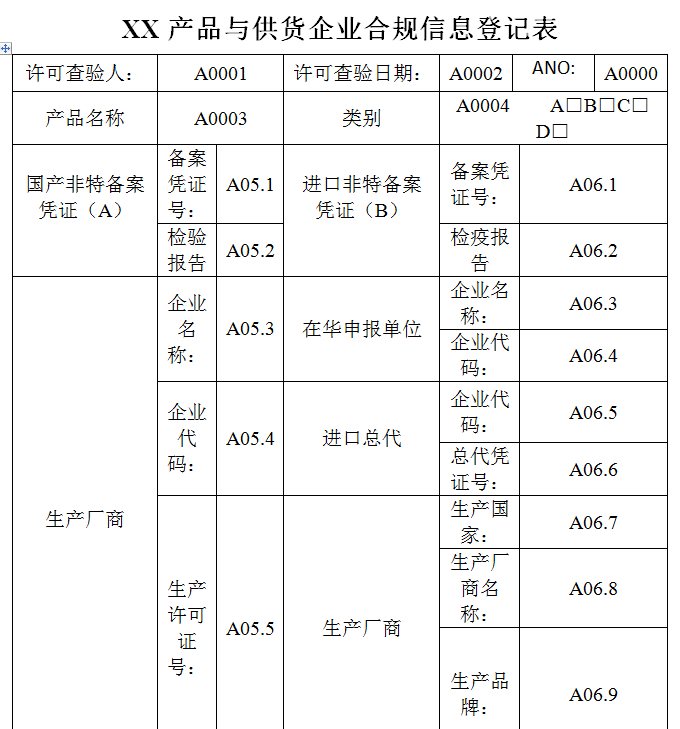 XX 产品与供货企业合规信息登记表
许可查验人： A0001 许可查验日期： A0002 ANO: A0000
产品名称 A0003 类别 A0004 A□B□C□
D□
国产非特备案
凭证（A）
备案
凭证
号：
A05.1
进口非特备案
凭证（B）
备案凭
证号：
A06.1
检验
报告
A05.2
检疫报
告
A06.2
生产厂商
企业
名
称：
A05.3
在华申报单位
企业名
称：
A06.3
企业代
码：
A06.4
企业
代
码：
A05.4
进口总代
企业代
码：
A06.5
总代凭
证号：
A06.6
生产
许可
证
号：
A05.5
生产厂商
生产国
家：
A06.7
生产厂
商名
称：
A06.8
生产品
牌：
A06.9